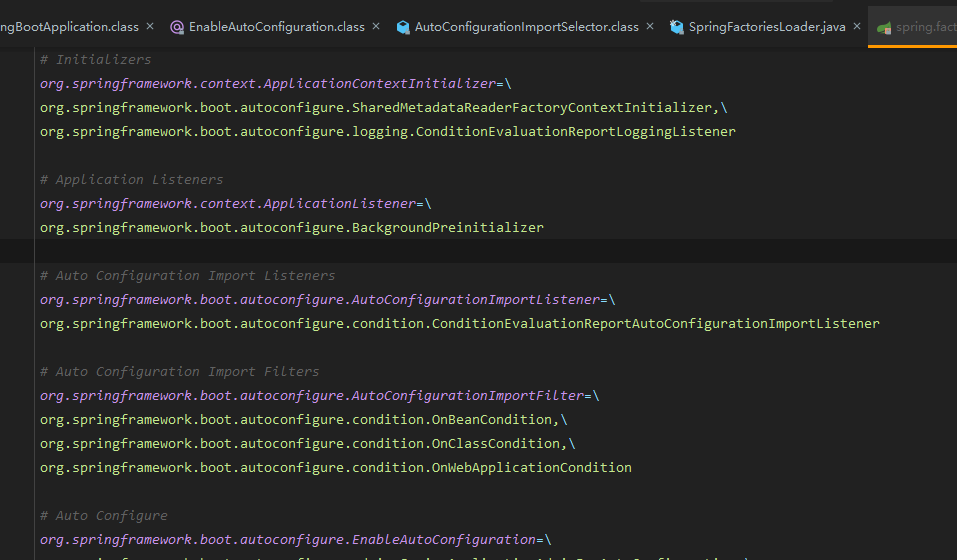 ngBootApplication.class EnableAutoConfiguration.class AutoConfigurationImportSelector.class SpringFactoriesLoader.java spring.fact
# Initializers
org.springframework.context.ApplicationContextInitializer=\
org.springframework.boot.autoconfigure.SharedMetadataReaderFactoryContextInitializer,\
org.springframework.boot.autoconfigure.logging.ConditionEvaluationReportLoggingListener
# Application Listeners
org.springframework.context.ApplicationListener=\
org.springframework.boot.autoconfigure.BackgroundPreinitializer
# Auto Configuration Import Listeners
org.springframework.boot.autoconfigure.AutoConfigurationImportListener=\
org.springframework.boot.autoconfigure.condition.ConditionEvaluationReportAutoConfigurationImportListener
# Auto Configuration Import Filters
org.springframework.boot.autoconfigure.AutoConfigurationImportFilter=\
org.springframework.boot.autoconfigure.condition.OnBeanCondition,\
org.springframework.boot.autoconfigure.condition.OnClassCondition,\
org.springframework.boot.autoconfigure.condition.OnWebApplicationCondition
# Auto Configure
org.springframework.boot.autoconfigure.EnableAutoConfiguration=\